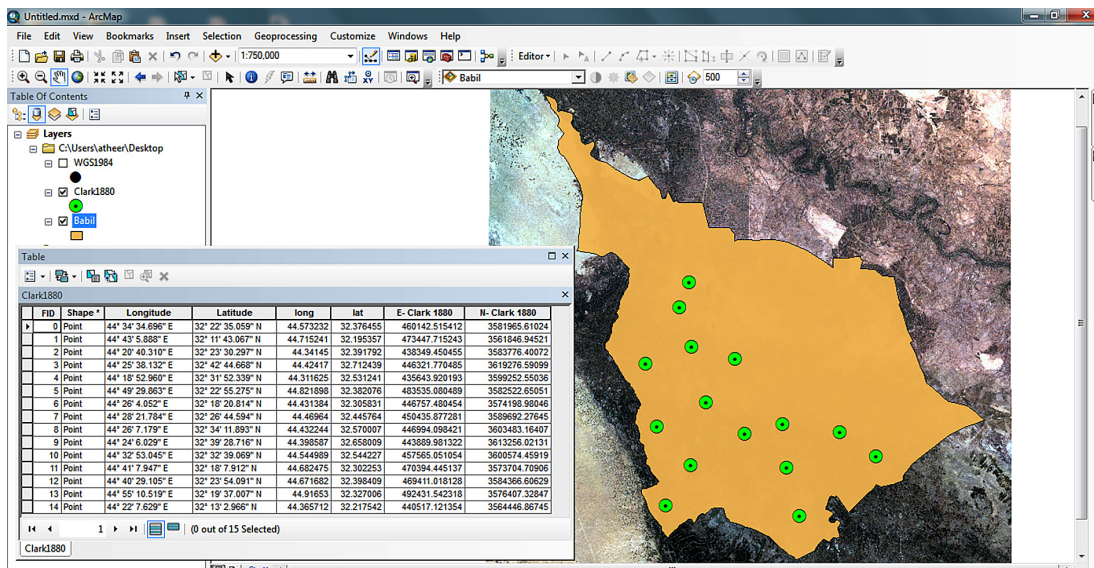 Untitled.mxd - ArcMap
File Edit View Bookmarks Insert Selection Geoprocessing Customize Windows Help
1:750,000 Editor
Babil 500
Table Of Contents
Layers
C:\Users\atheer\Desktop
WGS1984
Clark1880
Babil
Table
Clark1880
FID Shape * Longitude Latitude long lat E- Clark 1880 N- Clark 1880
0 Point 44° 34' 34.696" E 32° 22' 35.059" N 44.573232 32.376455 460142.515412 3581965.61024
1 Point 44° 43' 5.888" E 32° 11' 43.067" N 44.715241 32.195357 473447.715243 3561846.94521
2 Point 44° 20' 40.310" E 32° 23' 30.297" N 44.34145 32.391792 438349.450455 3583776.40072
3 Point 44° 25' 38.132" E 32° 42' 44.668" N 44.42417 32.712439 446321.770485 3619276.59099
4 Point 44° 18' 52.960" E 32° 31' 52.339" N 44.311625 32.531241 435643.920193 3599252.55036
5 Point 44° 49' 29.863" E 32° 22' 55.275" N 44.821898 32.382076 483535.080489 3582522.65051
6 Point 44° 26' 4.052" E 32° 18' 20.814" N 44.431384 32.305831 446757.480454 3574198.98046
7 Point 44° 28' 21.784" E 32° 26' 44.594" N 44.46964 32.445764 450435.877281 3589692.27645
8 Point 44° 26' 7.179" E 32° 34' 11.893" N 44.432244 32.570007 446994.098421 3603483.16407
9 Point 44° 24' 6.029" E 32° 39' 28.716" N 44.398587 32.658009 443889.981322 3613256.02131
10 Point 44° 32' 53.045" E 32° 32' 39.069" N 44.544989 32.544227 457565.051054 3600574.45919
11 Point 44° 41' 7.947" E 32° 18' 7.912" N 44.682475 32.302253 470394.445137 3573704.70906
12 Point 44° 40' 29.105" E 32° 23' 54.091" N 44.671682 32.398409 469411.018128 3584366.60629
13 Point 44° 55' 10.519" E 32° 19' 37.007" N 44.91653 32.327006 492431.542318 3576407.32847
14 Point 44° 22' 7.629" E 32° 13' 2.966" N 44.365712 32.217542 440517.121354 3564446.86745
1 (0 out of 15 Selected)
Clark1880